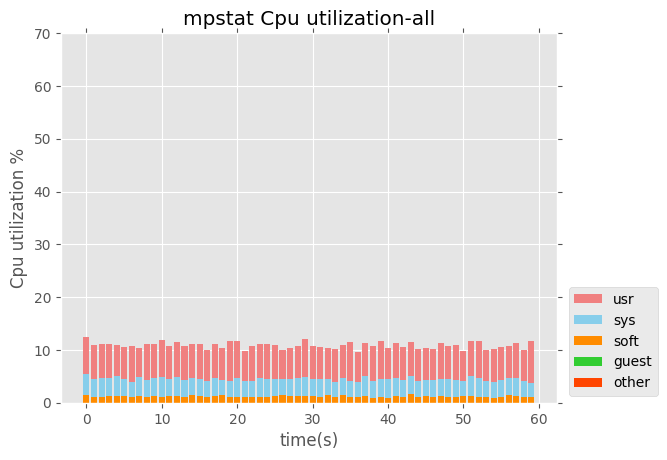 mpstat Cpu utilization-all
70
60
50
40
30
20
10
0
Cpu utilization %
0 10 20 30 40 50 60
time(s)
usr
sys
soft
guest
other